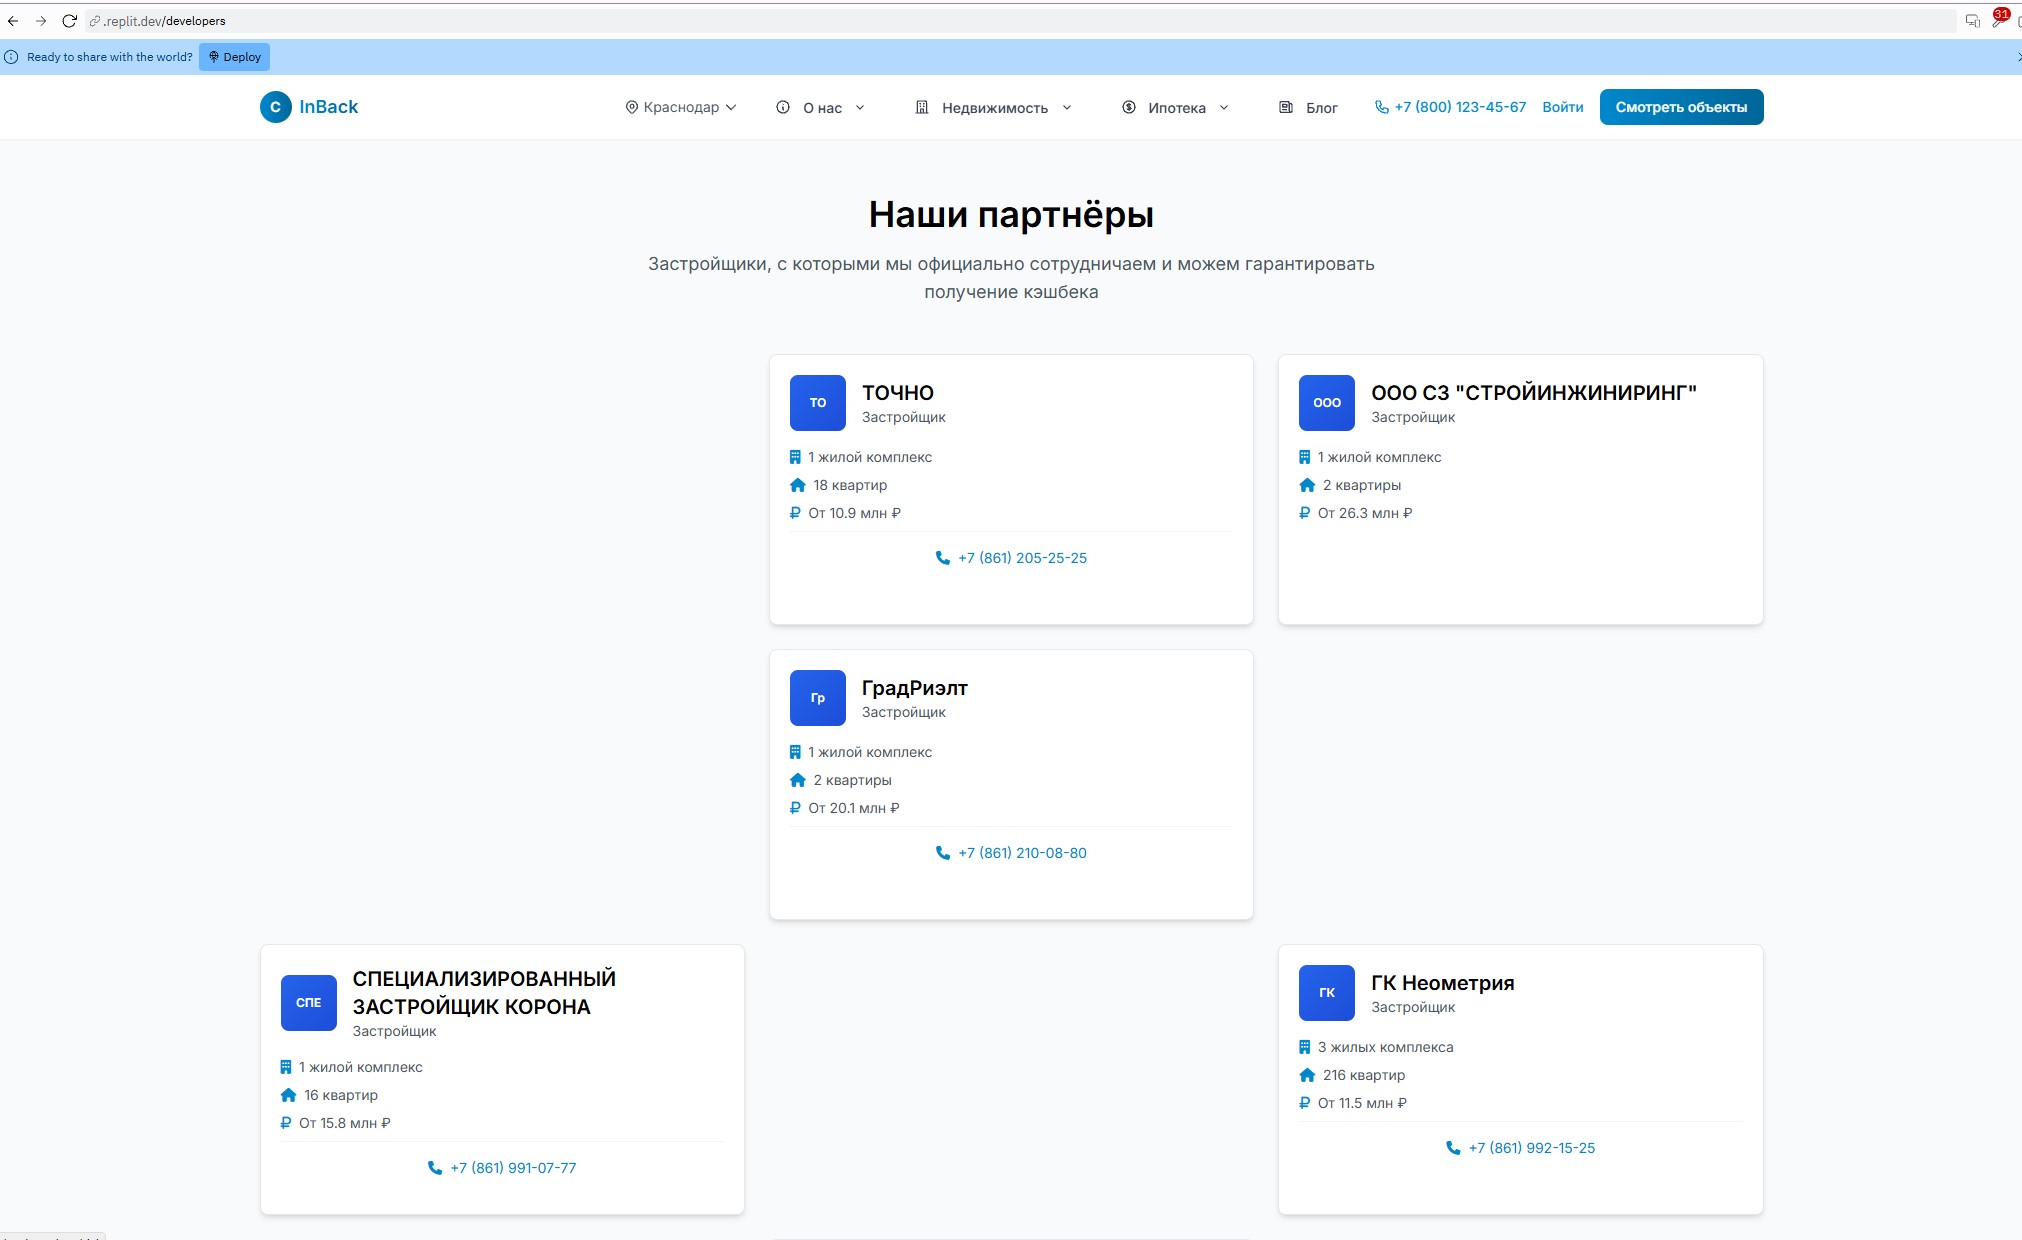 .replit.dev/developers
31
Ready to share with the world?
Deploy
C InBack
Краснодар
О нас
Недвижимость
Ипотека
Блог
+7 (800) 123-45-67
Войти
Смотреть объекты
Наши партнёры
Застройщики, с которыми мы официально сотрудничаем и можем гарантировать
получение кэшбека
ТО
ТОЧНО
Застройщик
1 жилой комплекс
18 квартир
От 10.9 млн ₽
+7 (861) 205-25-25
ООО
ООО СЗ "СТРОЙИНЖИНИРИНГ"
Застройщик
1 жилой комплекс
2 квартиры
От 26.3 млн ₽
Гр
ГрадРиэлт
Застройщик
1 жилой комплекс
2 квартиры
От 20.1 млн ₽
+7 (861) 210-08-80
СПЕ
СПЕЦИАЛИЗИРОВАННЫЙ
ЗАСТРОЙЩИК КОРОНА
Застройщик
1 жилой комплекс
16 квартир
От 15.8 млн ₽
+7 (861) 991-07-77
ГК
ГК Неометрия
Застройщик
3 жилых комплекса
216 квартир
От 11.5 млн ₽
+7 (861) 992-15-25